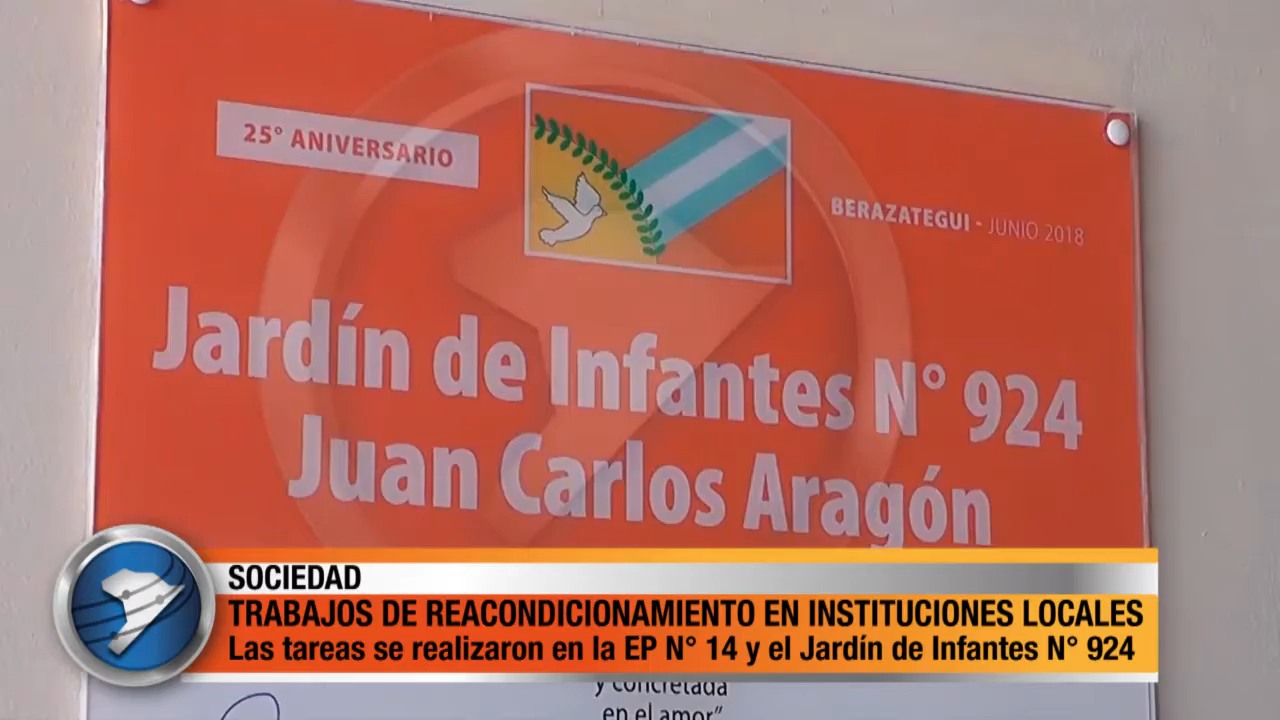 25° ANIVERSARIO
BERAZATEGUI - JUNIO 2018
Jardín de Infantes N° 924
Juan Carlos Aragón
SOCIEDAD
TRABAJOS DE REACONDICIONAMIENTO EN INSTITUCIONES LOCALES
Las tareas se realizaron en la EP N° 14 y el Jardín de Infantes N° 924
y concretada
en el amor”